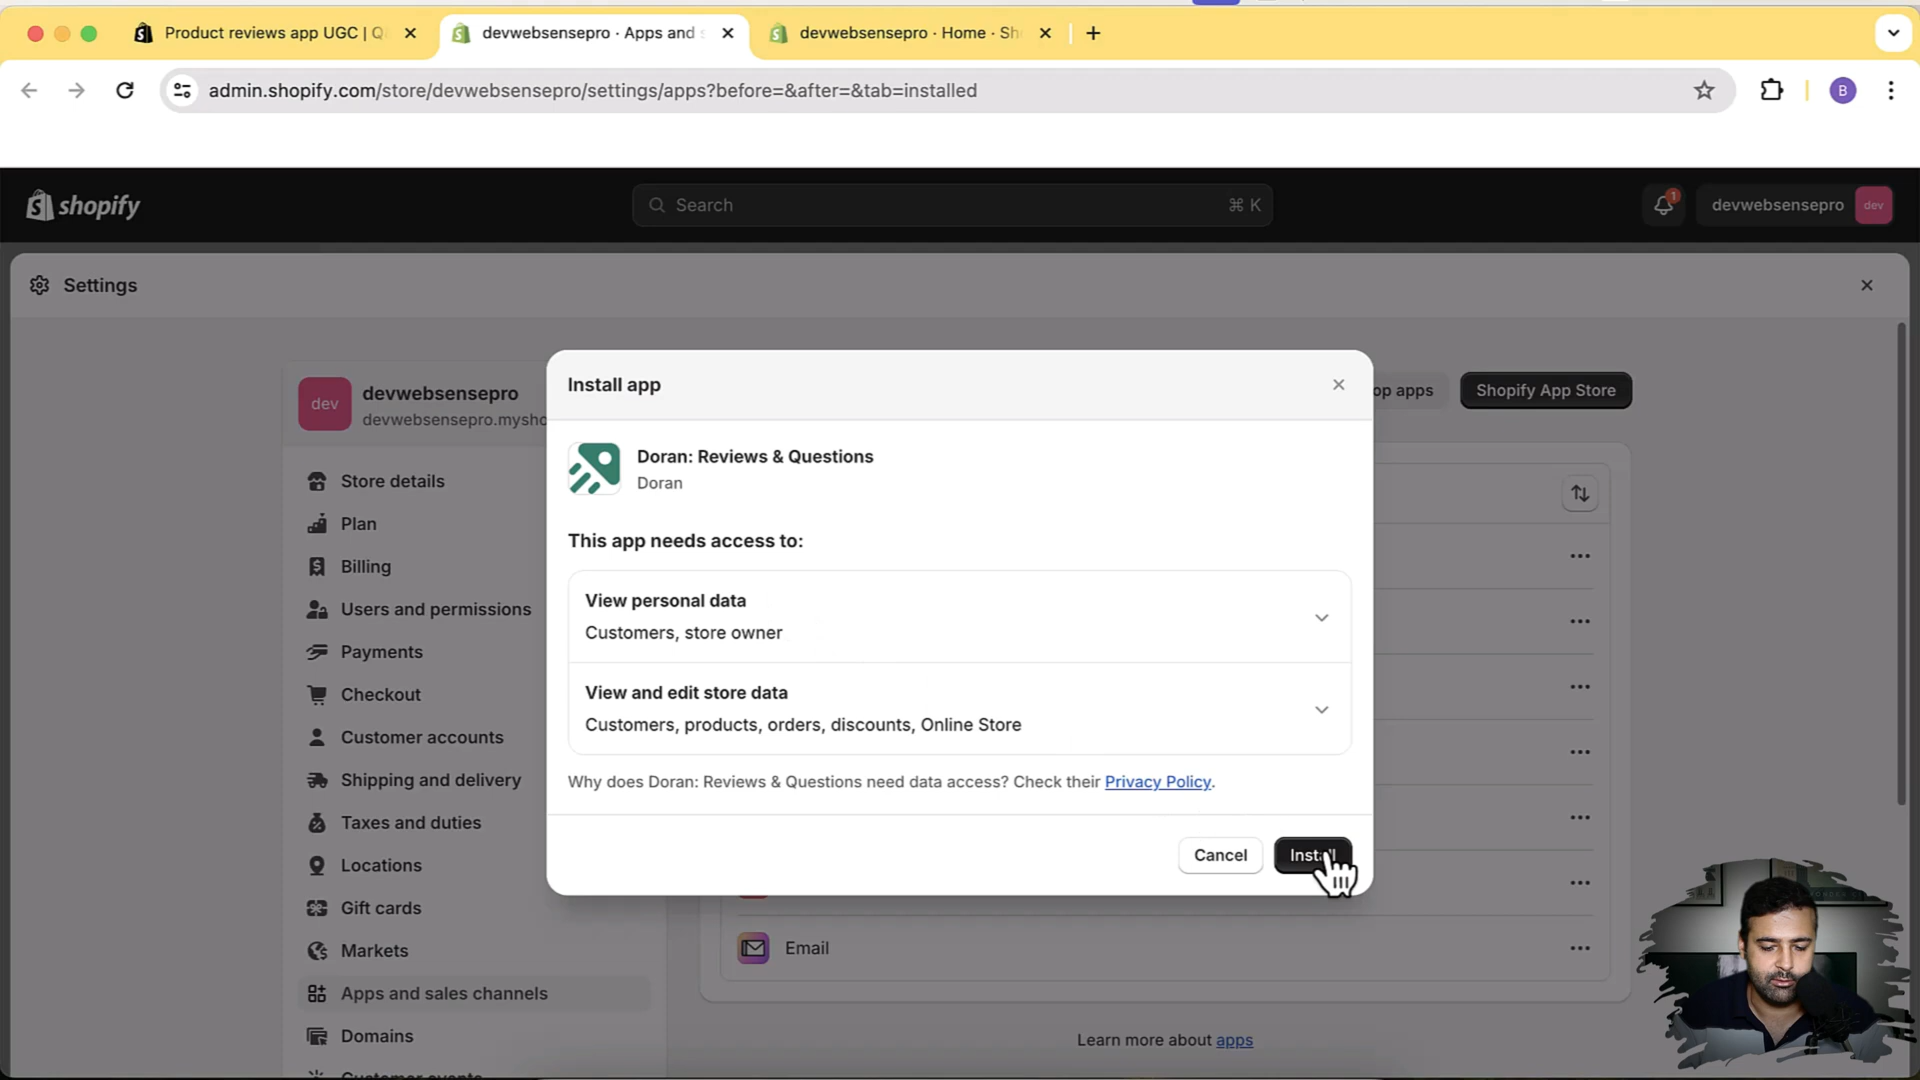 Product reviews app UGC | Q
devwebsensepro · Apps and
devwebsensepro · Home · Sh
admin.shopify.com/store/devwebsensepro/settings/apps?before=&after=&tab=installed
B
shopify
Search
⌘ K
1
devwebsensepro
dev
Settings
dev
devwebsensepro
devwebsensepro.mysho
op apps
Shopify App Store
Install app
Doran: Reviews & Questions
Doran
This app needs access to:
View personal data
Customers, store owner
View and edit store data
Customers, products, orders, discounts, Online Store
Why does Doran: Reviews & Questions need data access? Check their Privacy Policy.
Cancel
Install
Store details
Plan
Billing
Users and permissions
Payments
Checkout
Customer accounts
Shipping and delivery
Taxes and duties
Locations
Gift cards
Markets
Apps and sales channels
Domains
Customer events
Email
Learn more about apps